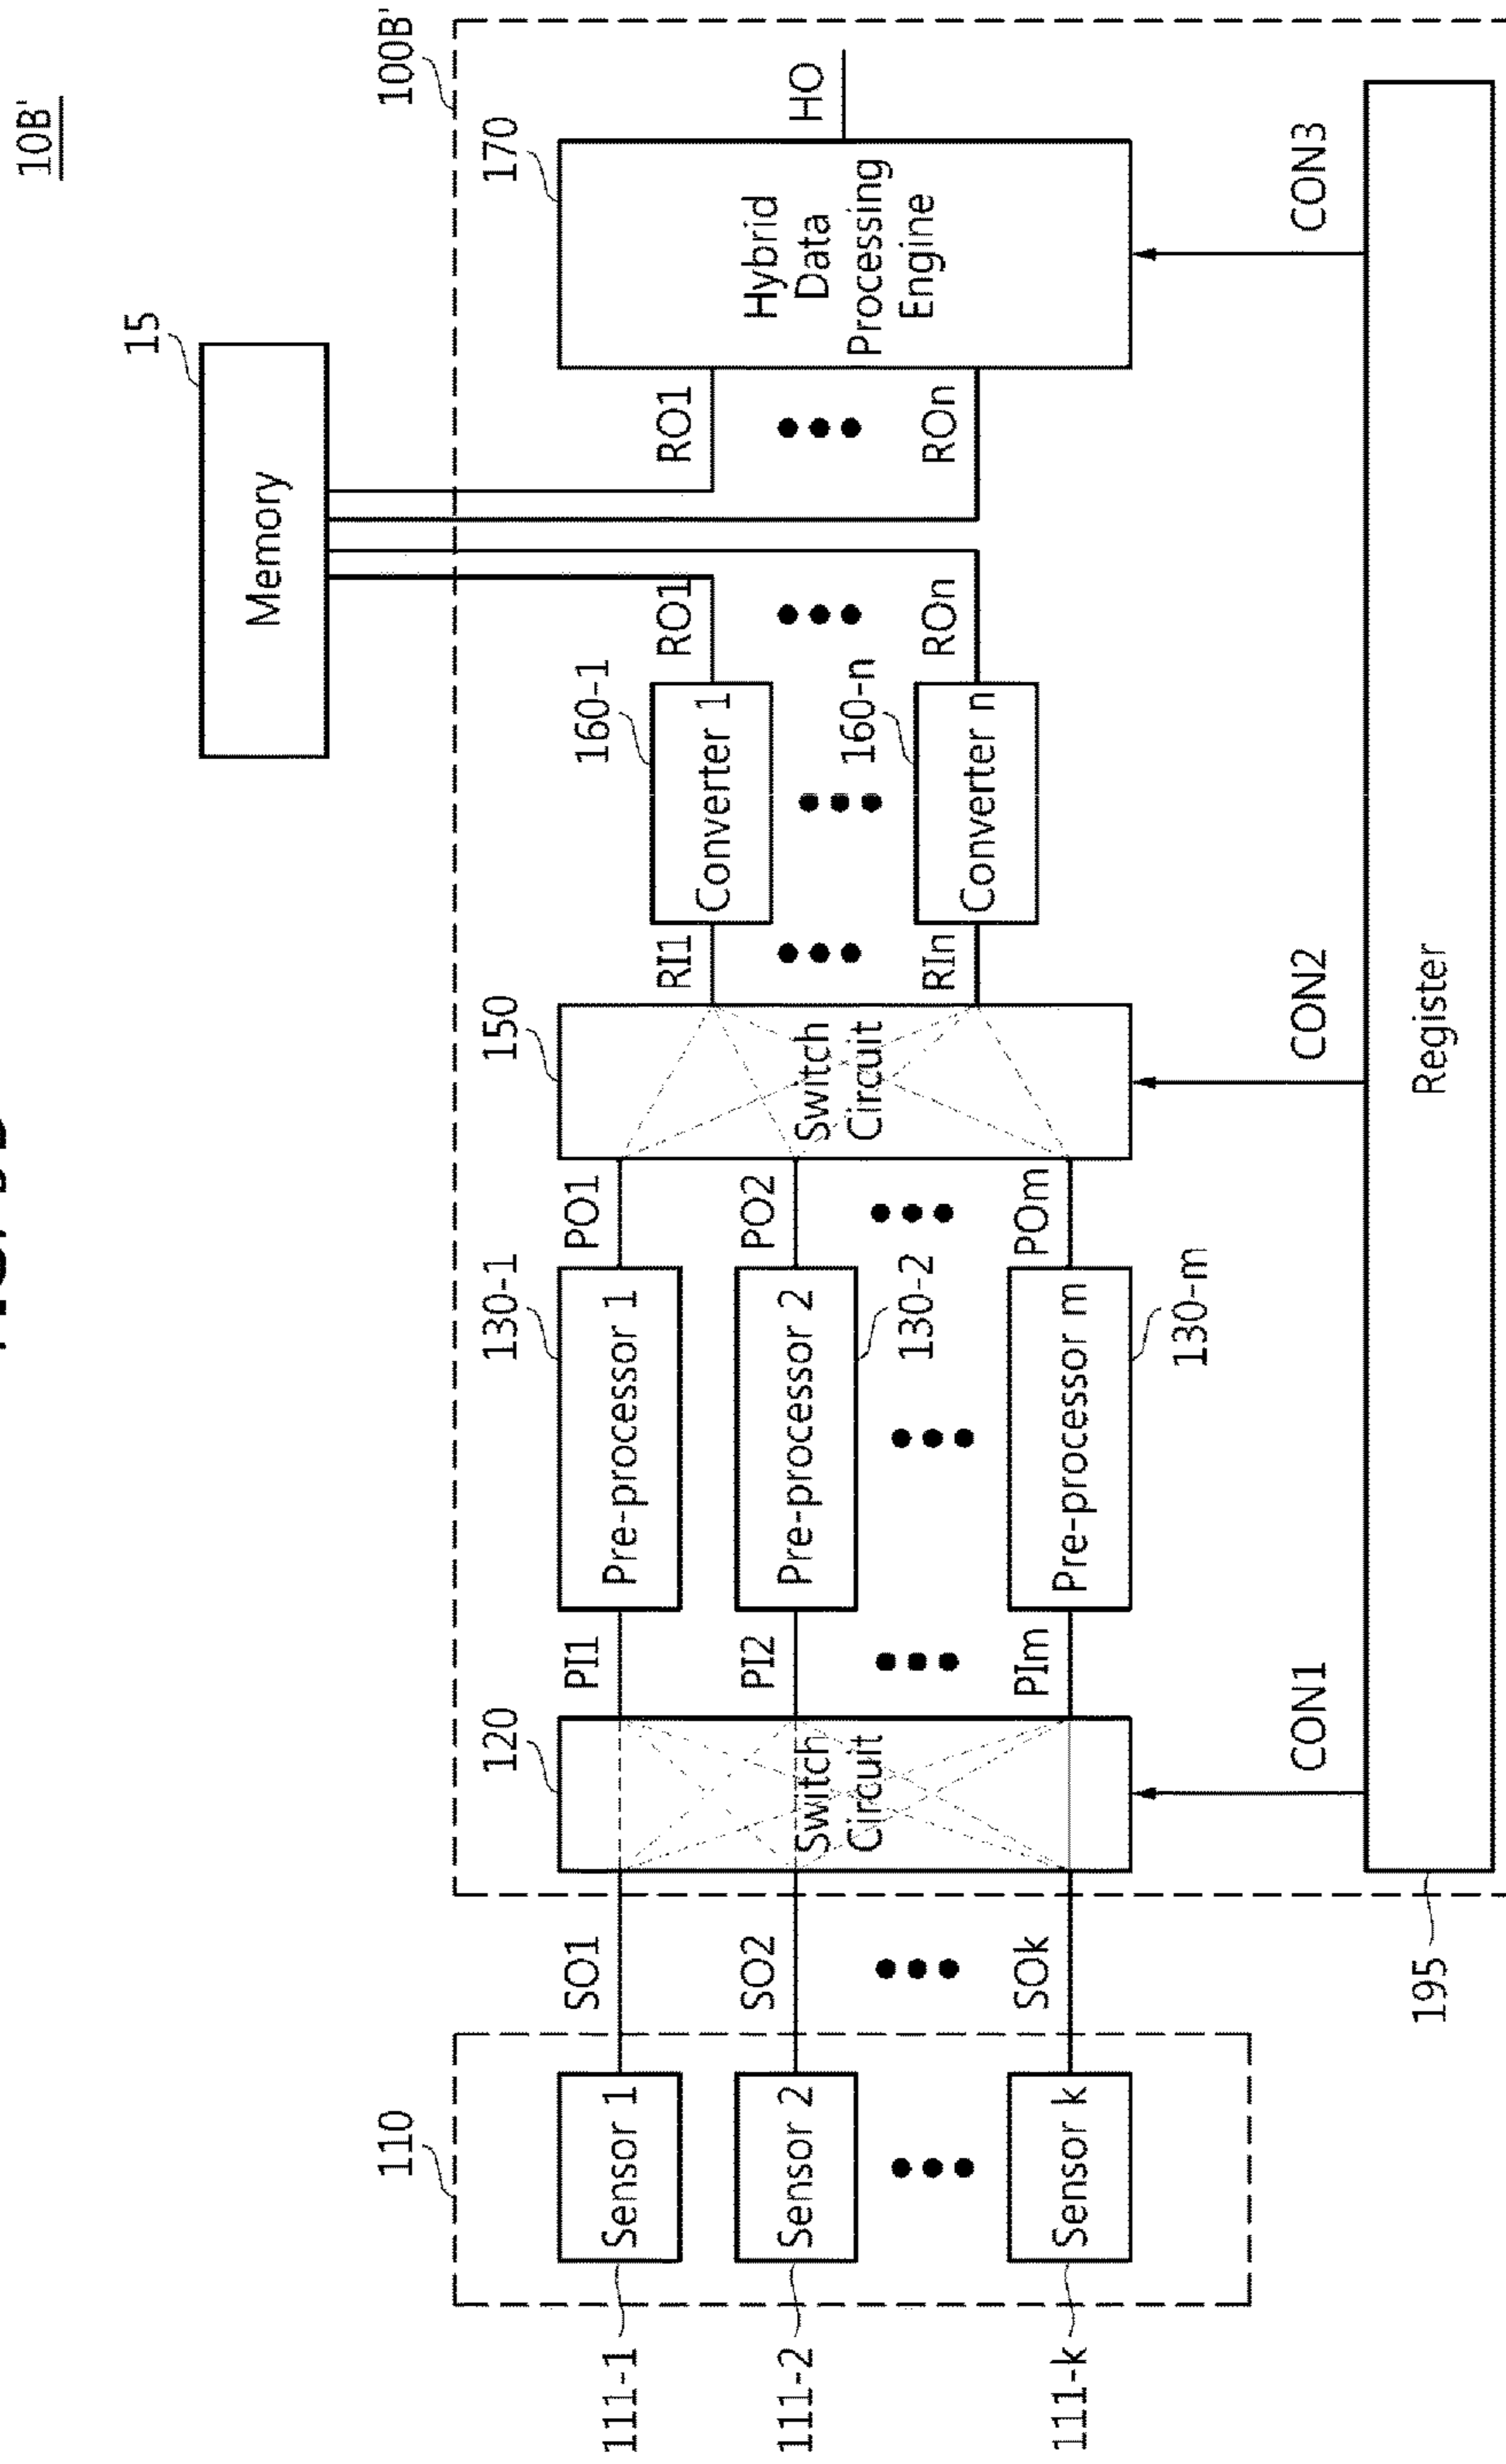 10B'
15
Memory
100B'
110
120
150
170
111-1
Sensor 1
SO1
PI1
130-1
Pre-processor 1
PO1
RI1
160-1
Converter 1
RO1
RO1
HO
111-2
Sensor 2
SO2
Switch
Circuit
PI2
Pre-processor 2
130-2
PO2
Switch
Circuit
Hybrid
Data
Processing
Engine
111-k
Sensor k
SOk
PIm
Pre-processor m
130-m
POm
RIn
160-n
Converter n
ROn
ROn
CON1
CON2
CON3
195
Register